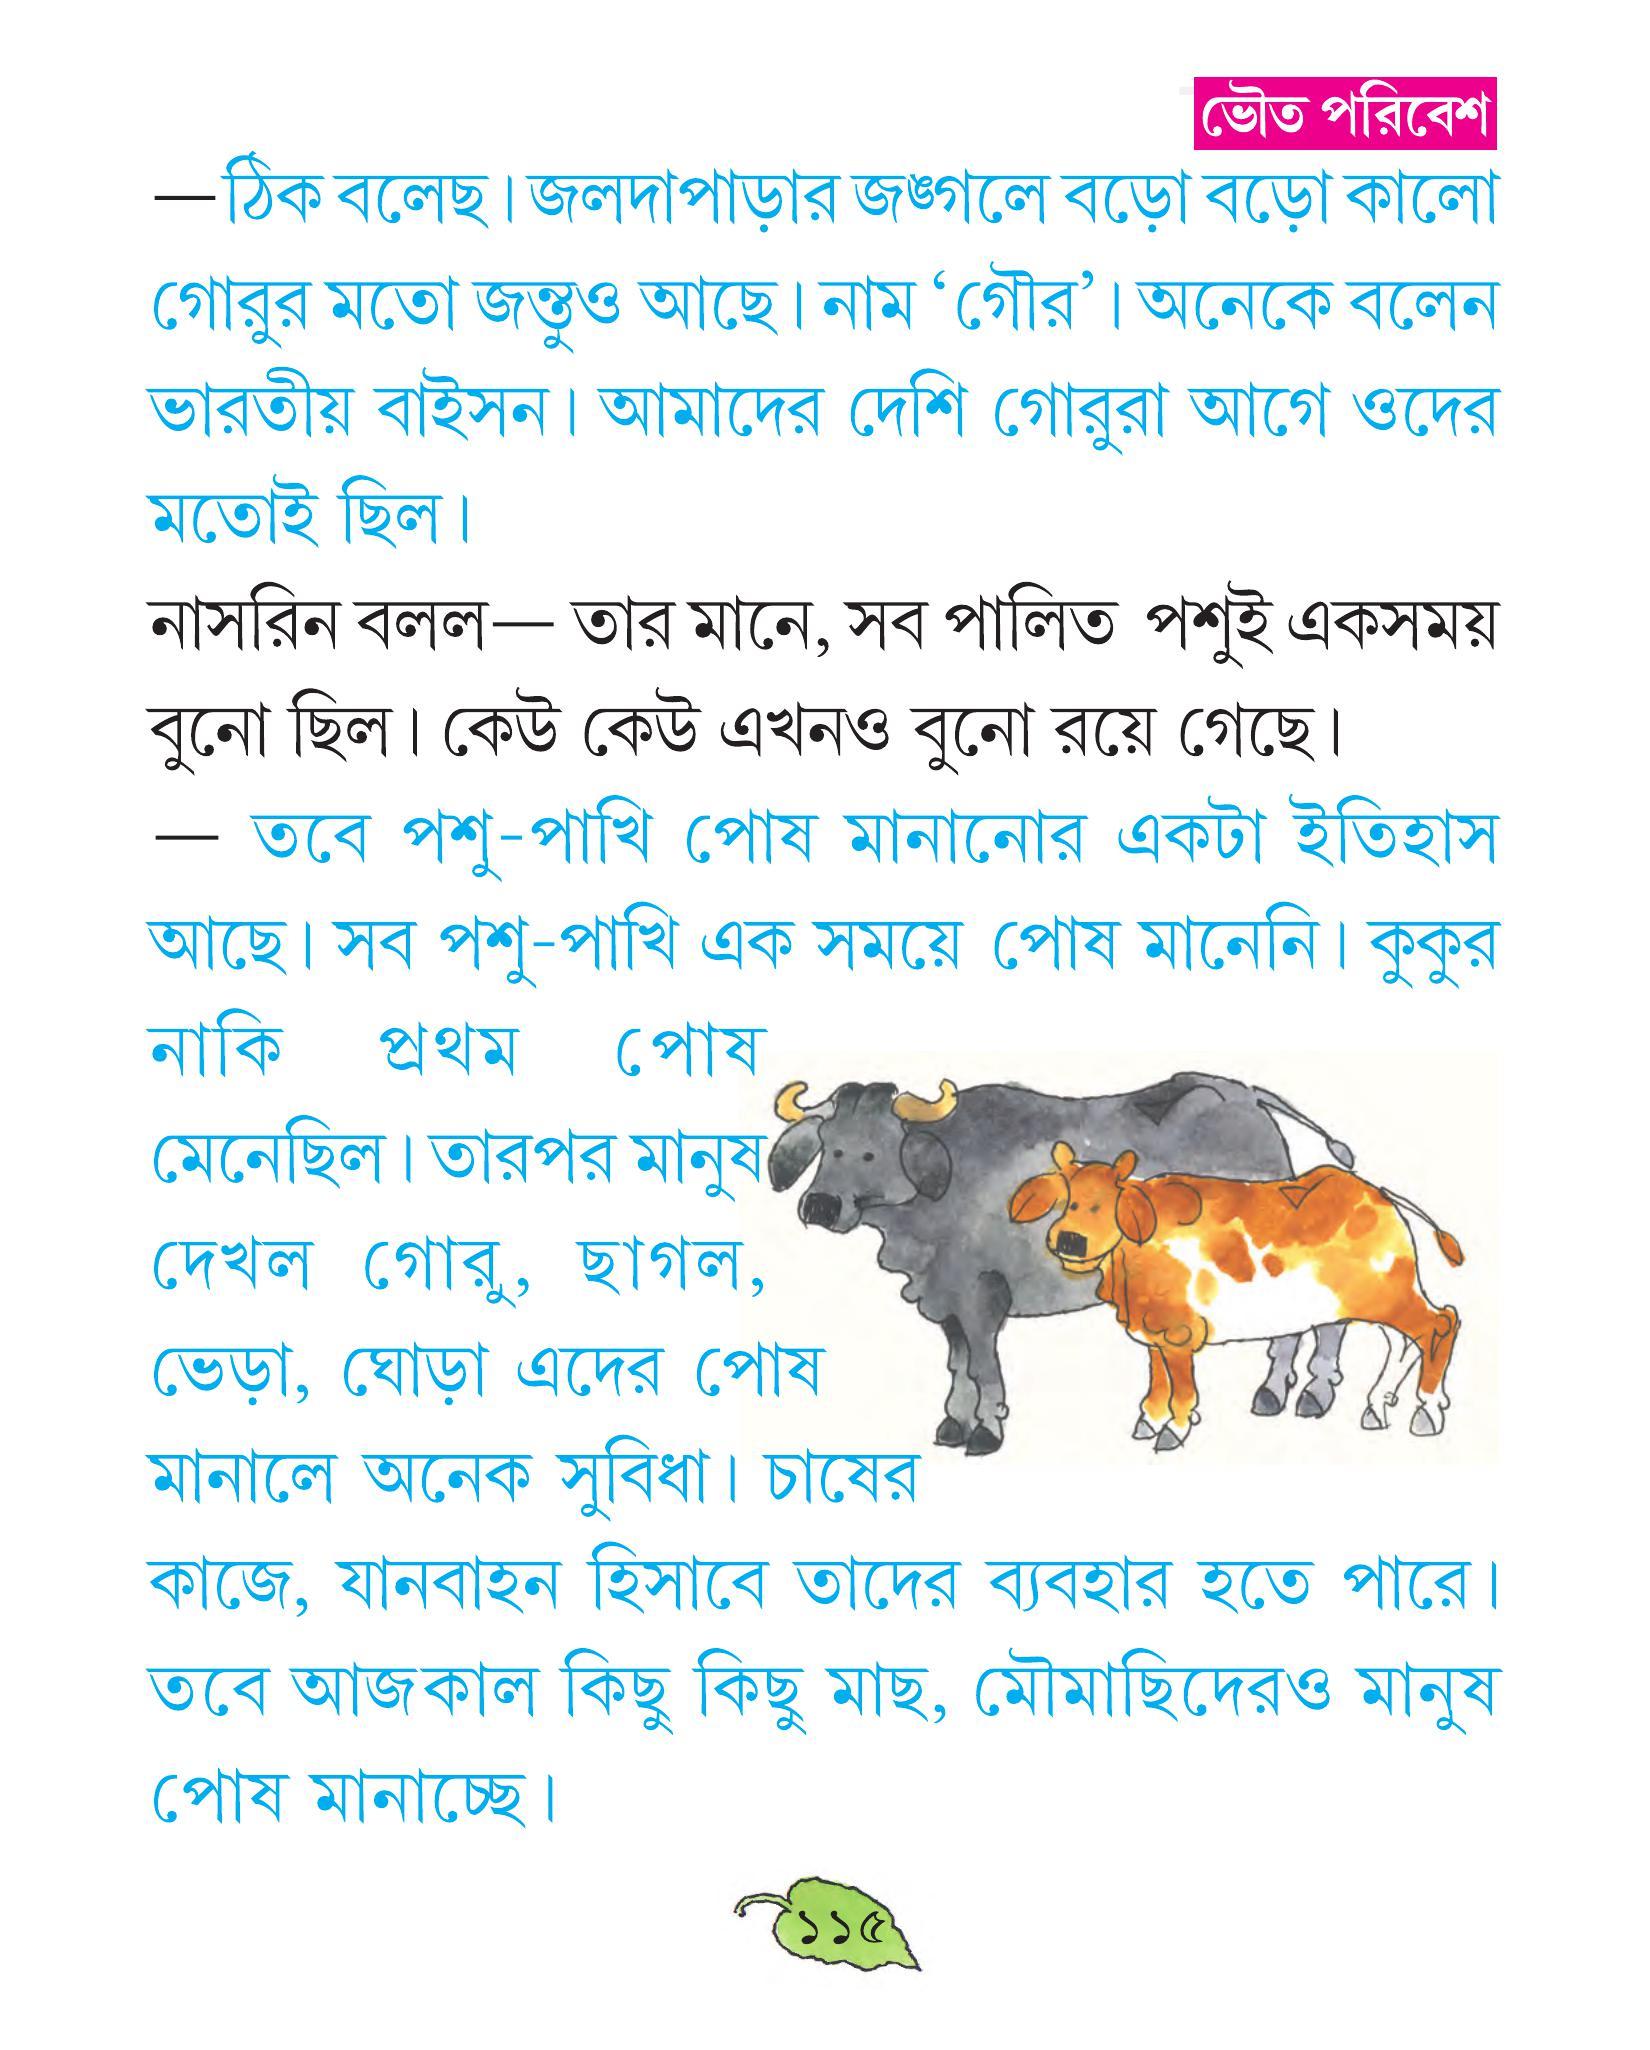 ভৌত পরিবেশ
—ঠিক বলেছ। জলদাপাড়ার জঙ্গলে বড়ো বড়ো কালো
গোরুর মতো জন্তুও আছে। নাম ‘গৌর’। অনেকে বলেন
ভারতীয় বাইসন। আমাদের দেশি গোরুরা আগে ওদের
মতোই ছিল।
নাসরিন বলল— তার মানে, সব পালিত পশুই একসময়
বুনো ছিল। কেউ কেউ এখনও বুনো রয়ে গেছে।
— তবে পশু-পাখি পোষ মানানোর একটা ইতিহাস
আছে। সব পশু-পাখি এক সময়ে পোষ মানেনি। কুকুর
নাকি প্রথম পোষ
মেনেছিল। তারপর মানুষ
দেখল গোরু, ছাগল,
ভেড়া, ঘোড়া এদের পোষ
মানালে অনেক সুবিধা। চাষের
কাজে, যানবাহন হিসাবে তাদের ব্যবহার হতে পারে।
তবে আজকাল কিছু কিছু মাছ, মৌমাছিদেরও মানুষ
পোষ মানাচ্ছে।
১১৫